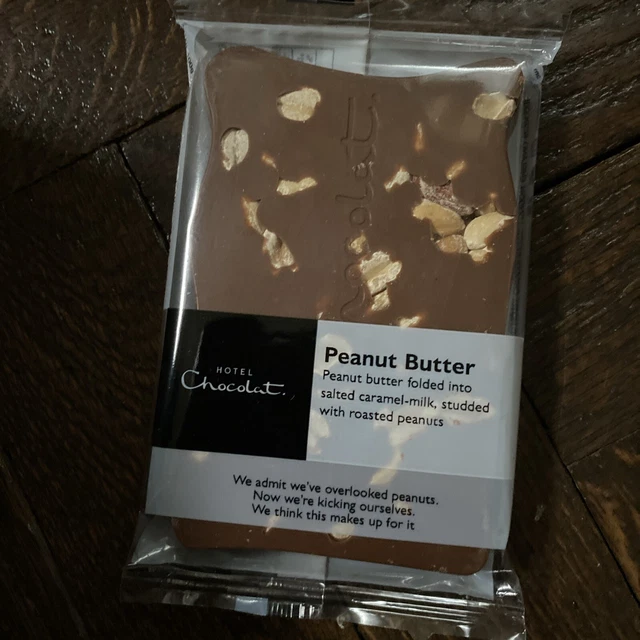 Chocolat.
HOTEL
Chocolat.
Peanut Butter
Peanut butter folded into
salted caramel-milk, studded
with roasted peanuts
We admit we've overlooked peanuts.
Now we're kicking ourselves.
We think this makes up for it